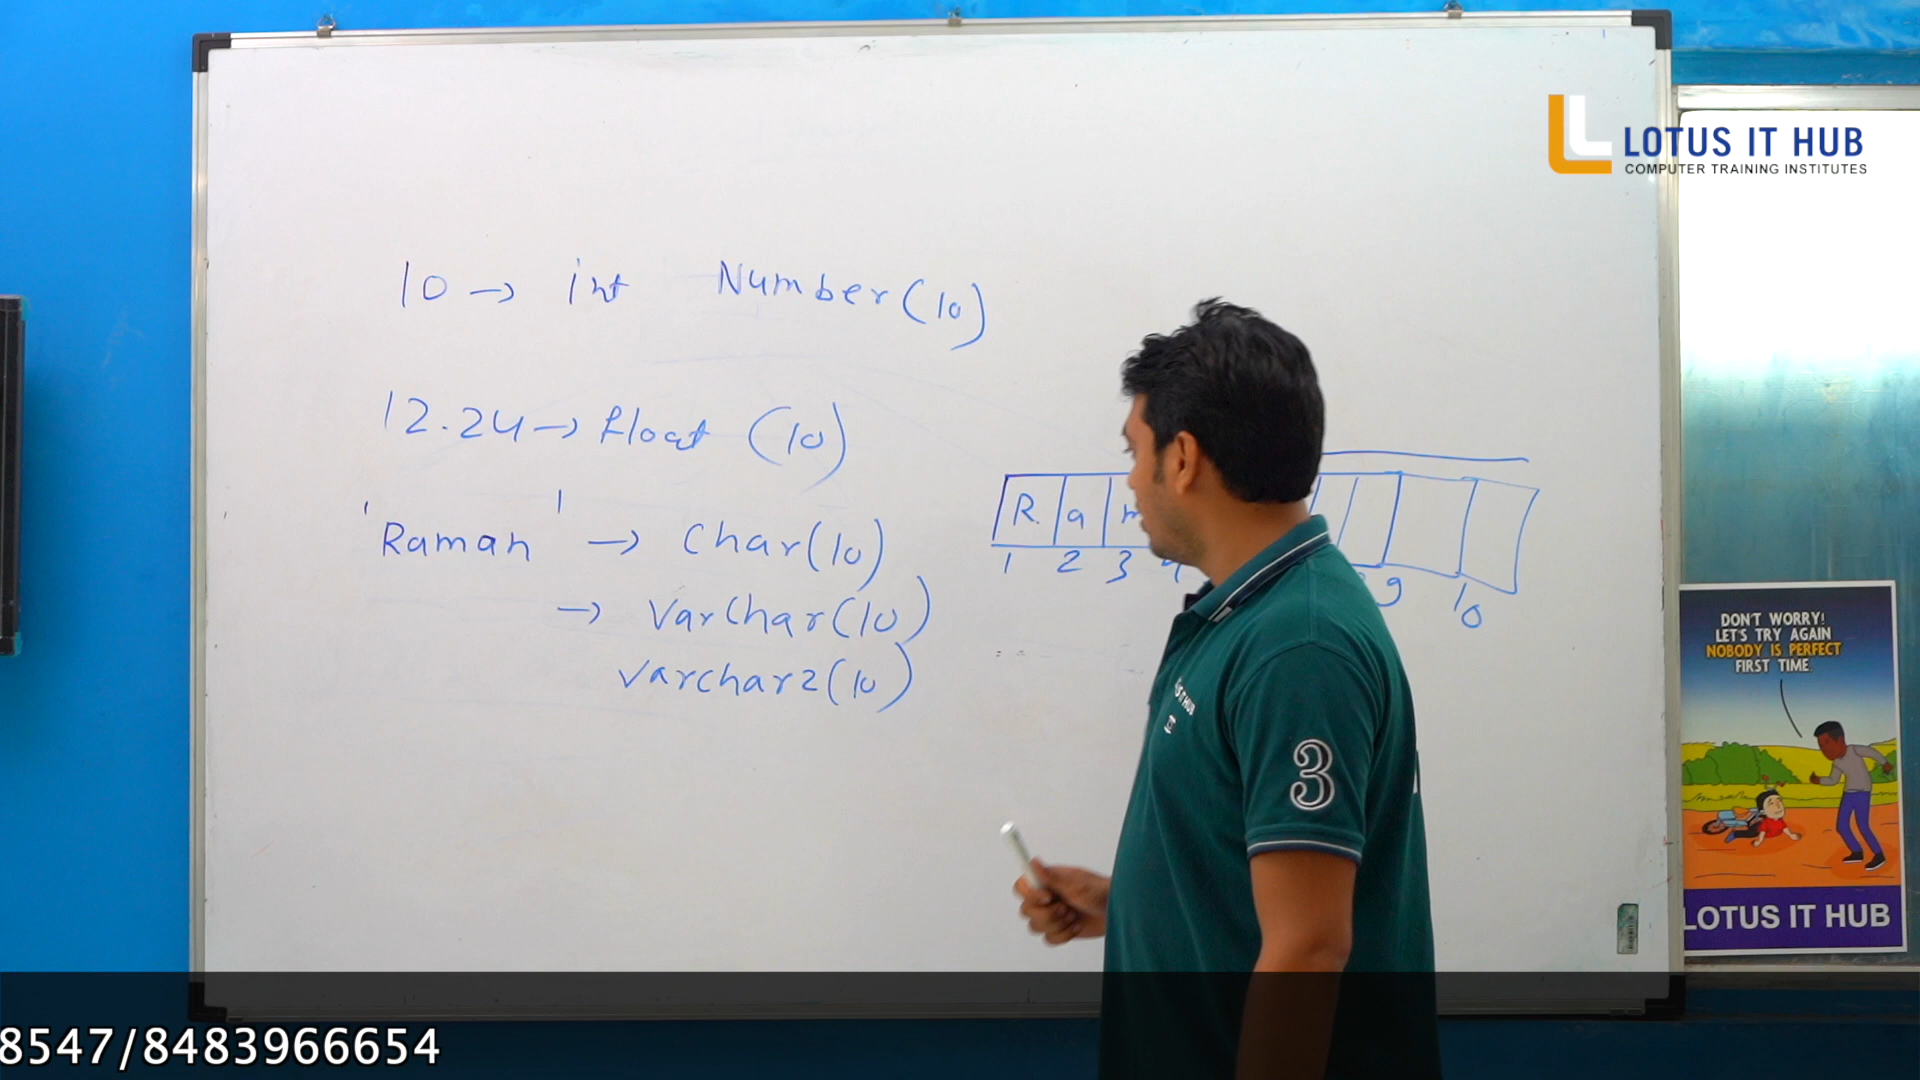 LOTUS IT HUB
COMPUTER TRAINING INSTITUTES
10 → int Number(10)
12.24 → float (10)
'Raman' → Char(10)
→ Varchar(10)
varchar2(10)
R. a m
1 2 3 4 9 10
DON'T WORRY!
LET'S TRY AGAIN
NOBODY IS PERFECT
FIRST TIME.
LOTUS IT HUB
3
8547/8483966654